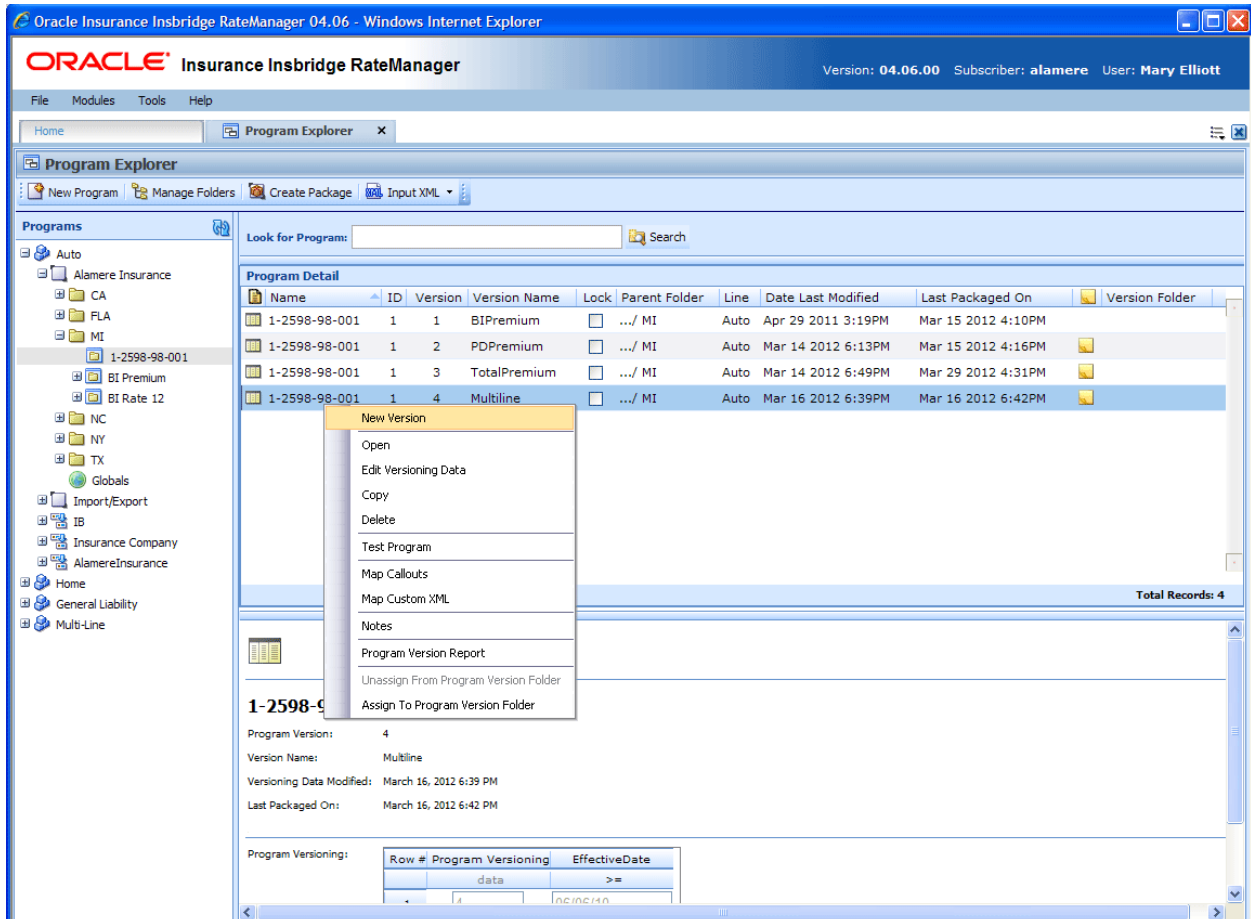 Oracle Insurance Insbridge RateManager 04.06 - Windows Internet Explorer
ORACLE® Insurance Insbridge RateManager
Version: 04.06.00 Subscriber: alamere User: Mary Elliott
File Modules Tools Help
Home Program Explorer X
Program Explorer
New Program Manage Folders Create Package Input XML
Programs
Auto
Alamere Insurance
CA
FLA
MI
1-2598-98-001
BI Premium
BI Rate 12
NC
NY
TX
Globals
Import/Export
IB
Insurance Company
AlamereInsurance
Home
General Liability
Multi-Line
Look for Program: Search
Program Detail
Name ID Version Version Name Lock Parent Folder Line Date Last Modified Last Packaged On Version Folder
1-2598-98-001 1 1 BIPremium .../ MI Auto Apr 29 2011 3:19PM Mar 15 2012 4:10PM
1-2598-98-001 1 2 PDPremium .../ MI Auto Mar 14 2012 6:13PM Mar 15 2012 4:16PM
1-2598-98-001 1 3 TotalPremium .../ MI Auto Mar 14 2012 6:49PM Mar 29 2012 4:31PM
1-2598-98-001 1 4 Multiline .../ MI Auto Mar 16 2012 6:39PM Mar 16 2012 6:42PM
New Version
Open
Edit Versioning Data
Copy
Delete
Test Program
Map Callouts
Map Custom XML
Notes
Program Version Report
Unassign From Program Version Folder
Assign To Program Version Folder
Total Records: 4
1-2598-9
Program Version: 4
Version Name: Multiline
Versioning Data Modified: March 16, 2012 6:39 PM
Last Packaged On: March 16, 2012 6:42 PM
Program Versioning:
Row # Program Versioning EffectiveDate
data >=